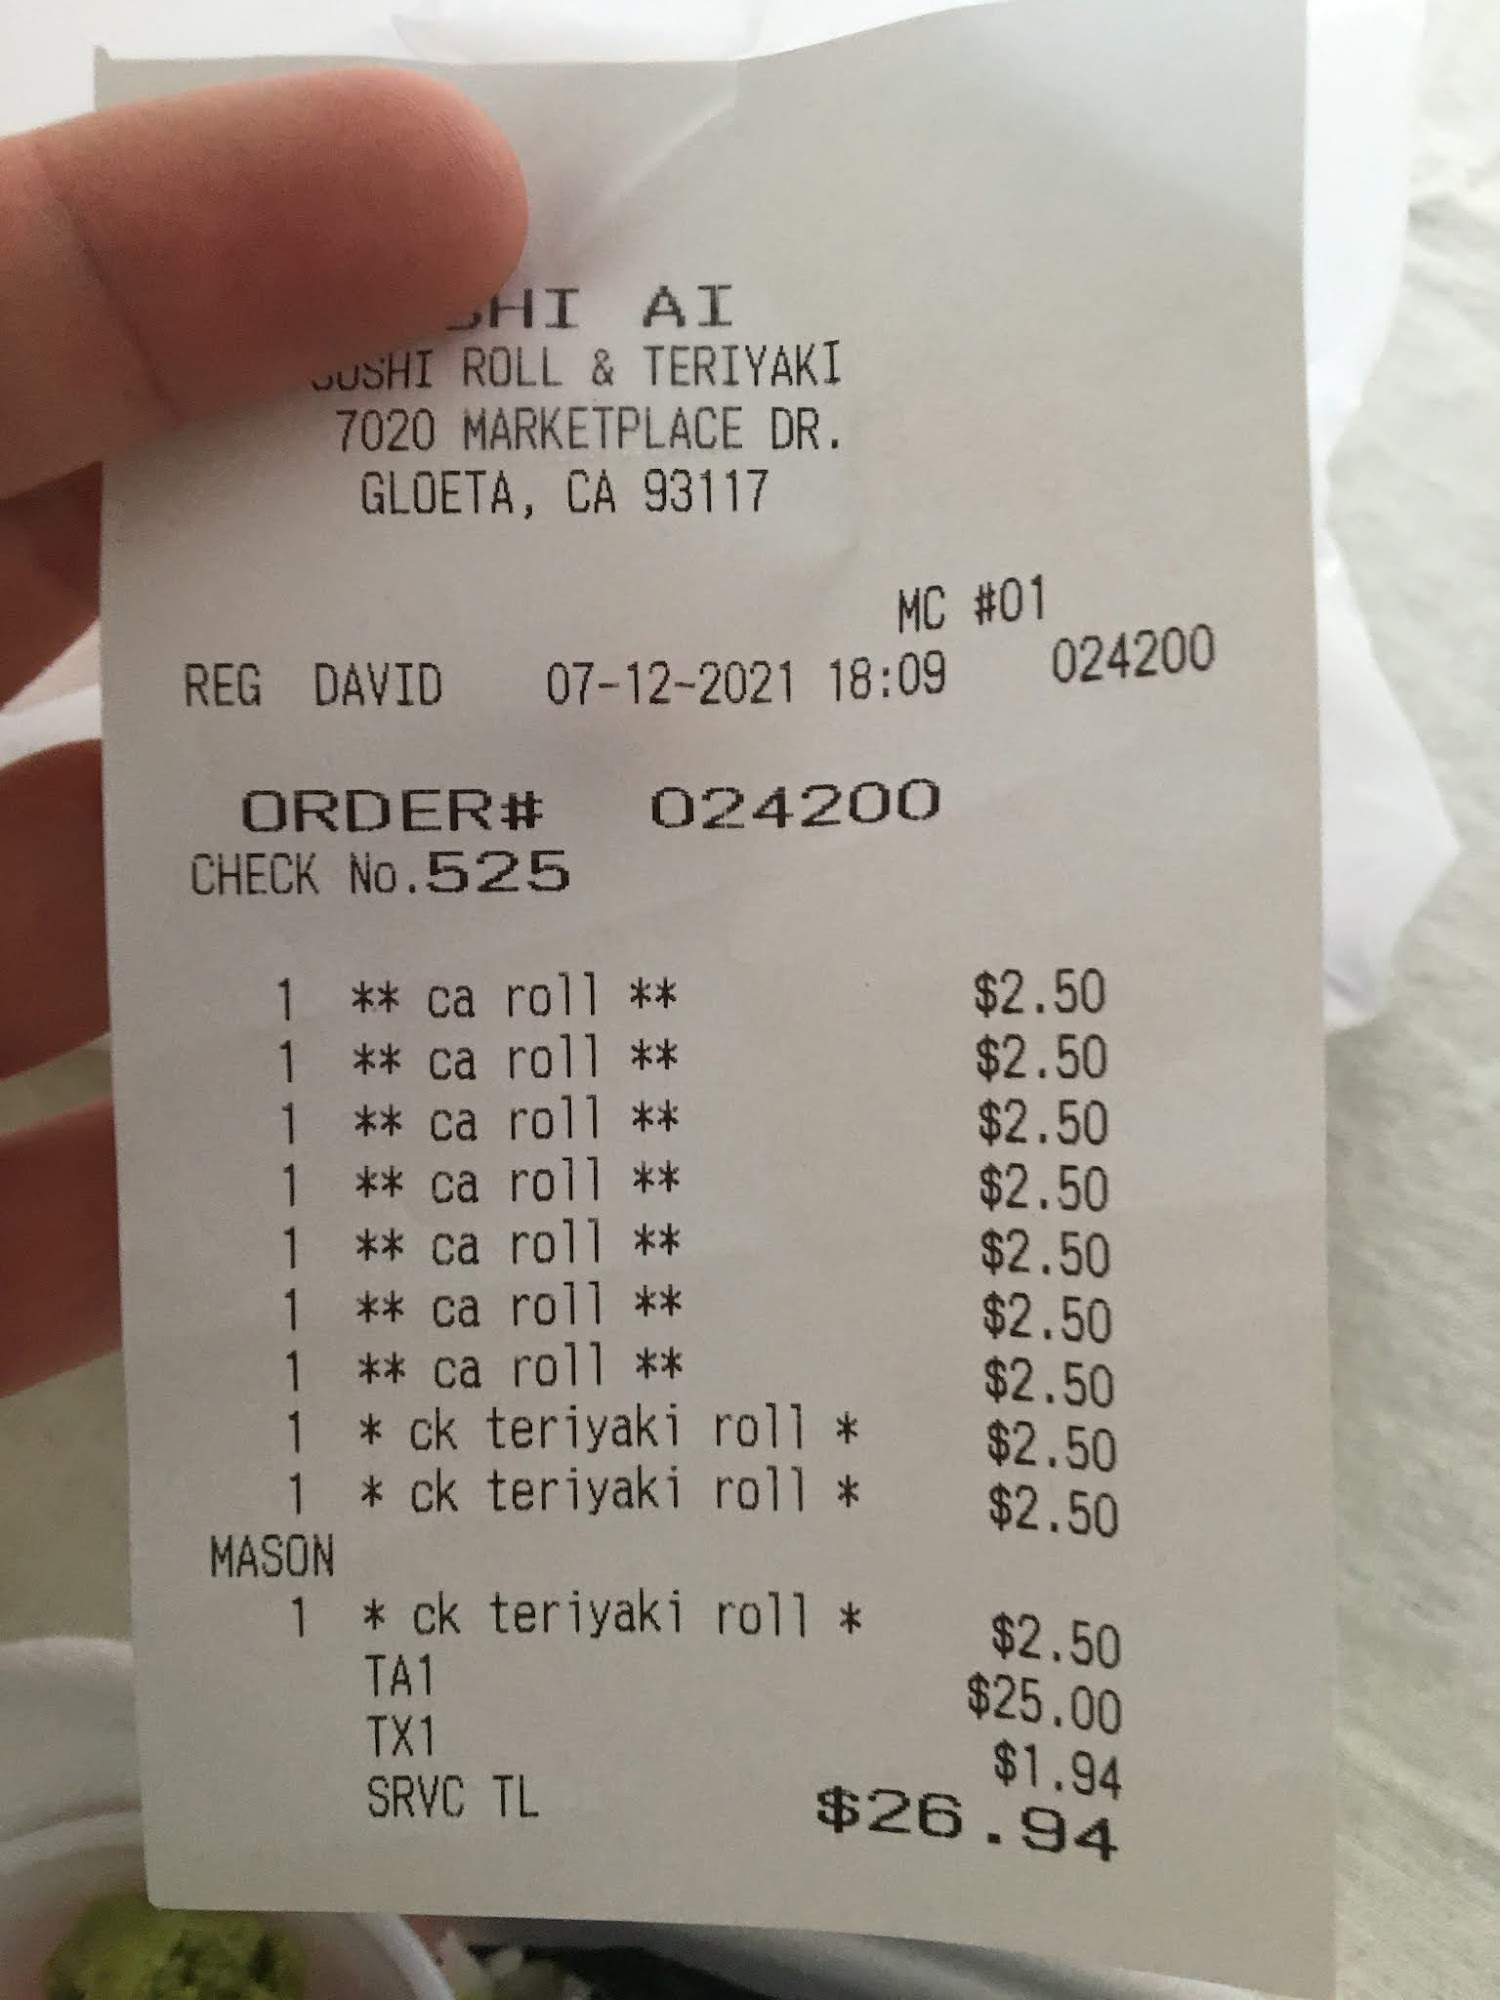 AI
SUSHI ROLL & TERIYAKI
7020 MARKETPLACE DR.
GLOETA, CA 93117
MC #01
REG DAVID 07-12-2021 18:09 024200
ORDER# 024200
CHECK No.525
1 ** ca roll ** $2.50
1 ** ca roll ** $2.50
1 ** ca roll ** $2.50
1 ** ca roll ** $2.50
1 ** ca roll ** $2.50
1 ** ca roll ** $2.50
1 ** ca roll ** $2.50
1 * ck teriyaki roll * $2.50
1 * ck teriyaki roll * $2.50
MASON
1 * ck teriyaki roll * $2.50
TA1 $25.00
TX1 $1.94
SRVC TL $26.94